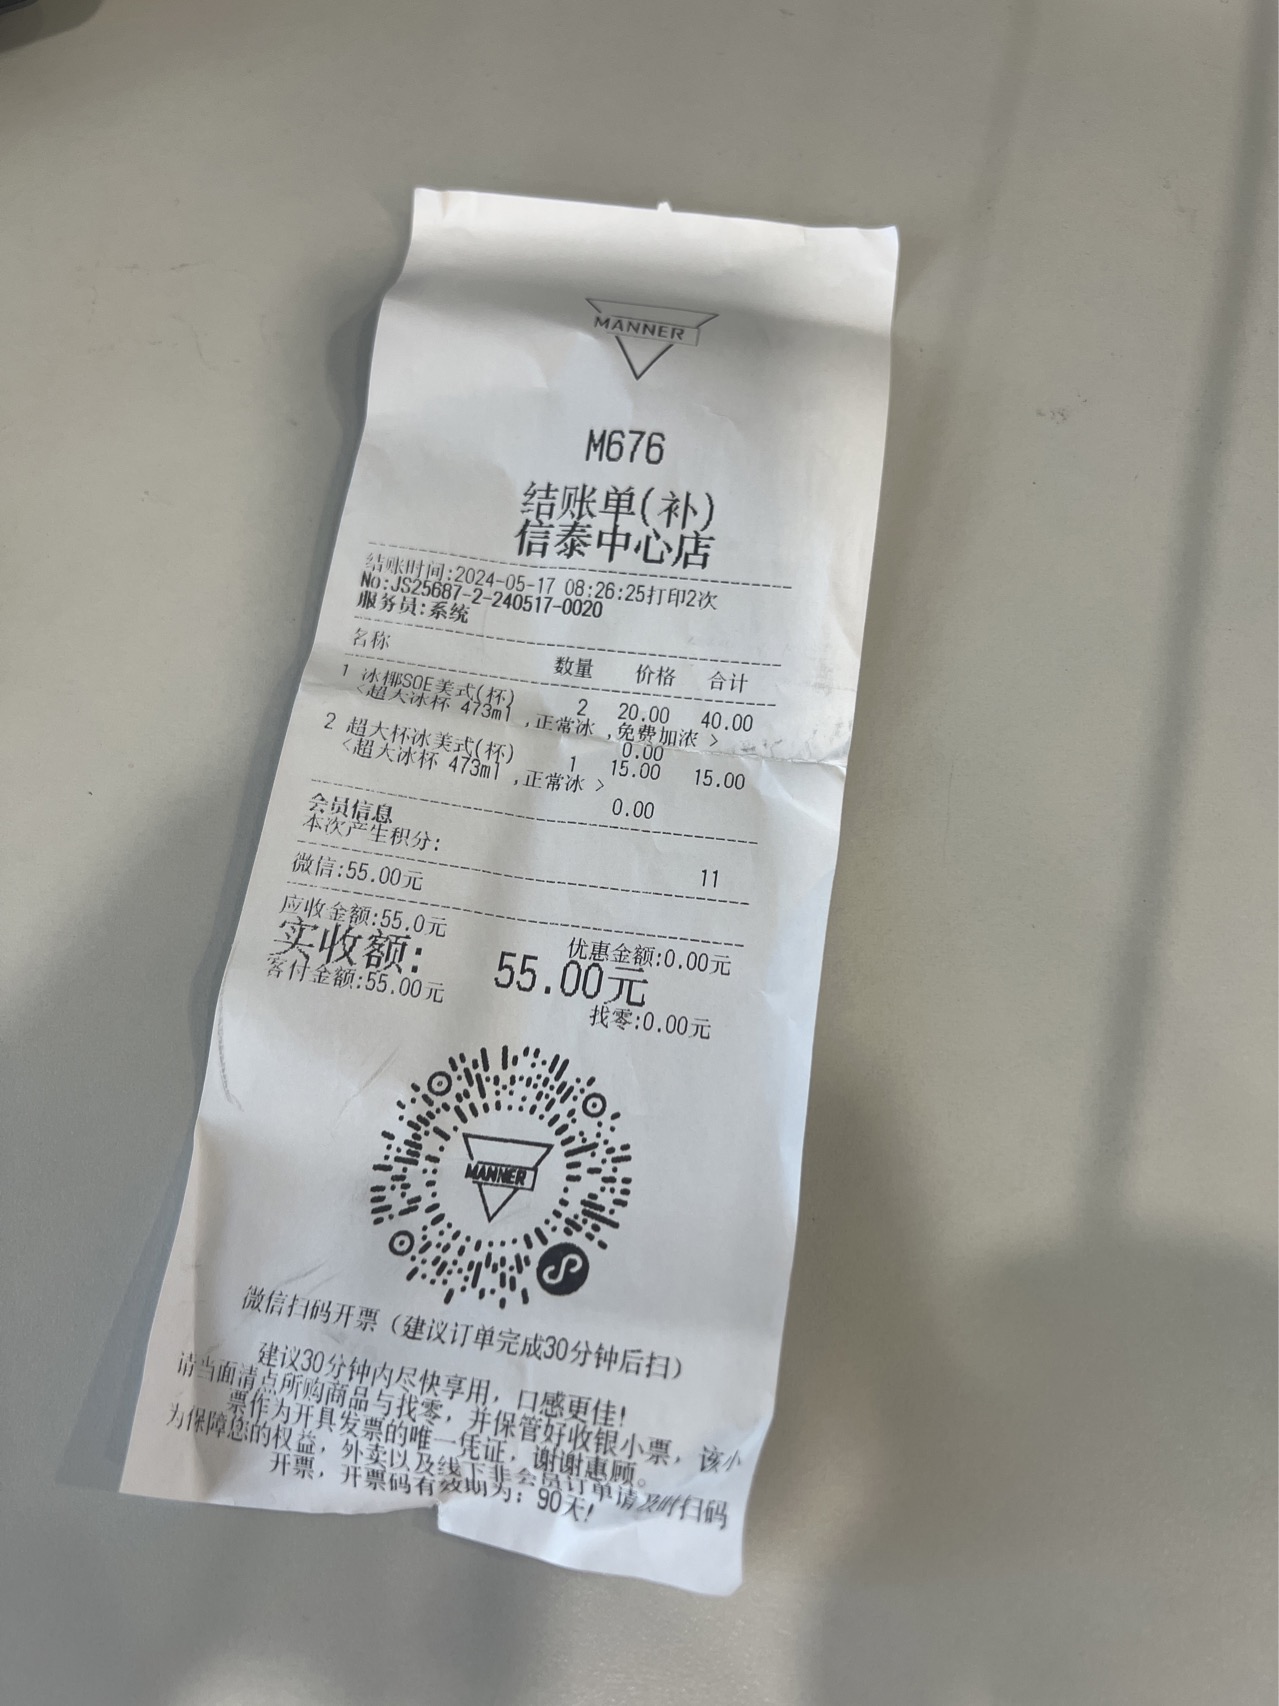 MANNER
M676
结账单(补)
信泰中心店
结账时间:2024-05-17 08:26:25打印2次
No:JS25687-2-240517-0020
服务员:系统
名称 数量 价格 合计
1 冰椰SOE美式(杯) 2 20.00 40.00
<超大冰杯 473ml ,正常冰 ,免费加浓 >
0.00
2 超大杯冰美式(杯) 1 15.00 15.00
<超大冰杯 473ml ,正常冰 >
0.00
会员信息
本次产生积分: 11
微信:55.00元
应收金额:55.0元 优惠金额:0.00元
实收额: 55.00元
客付金额:55.00元 找零:0.00元
MANNER
微信扫码开票（建议订单完成30分钟后扫）
建议30分钟内尽快享用，口感更佳！
请当面清点所购商品与找零，并保管好收银小票，该小
票作为开具发票的唯一凭证，谢谢惠顾。
为保障您的权益，外卖以及线下非会员订单请及时扫码
开票，开票码有效期为：90天！